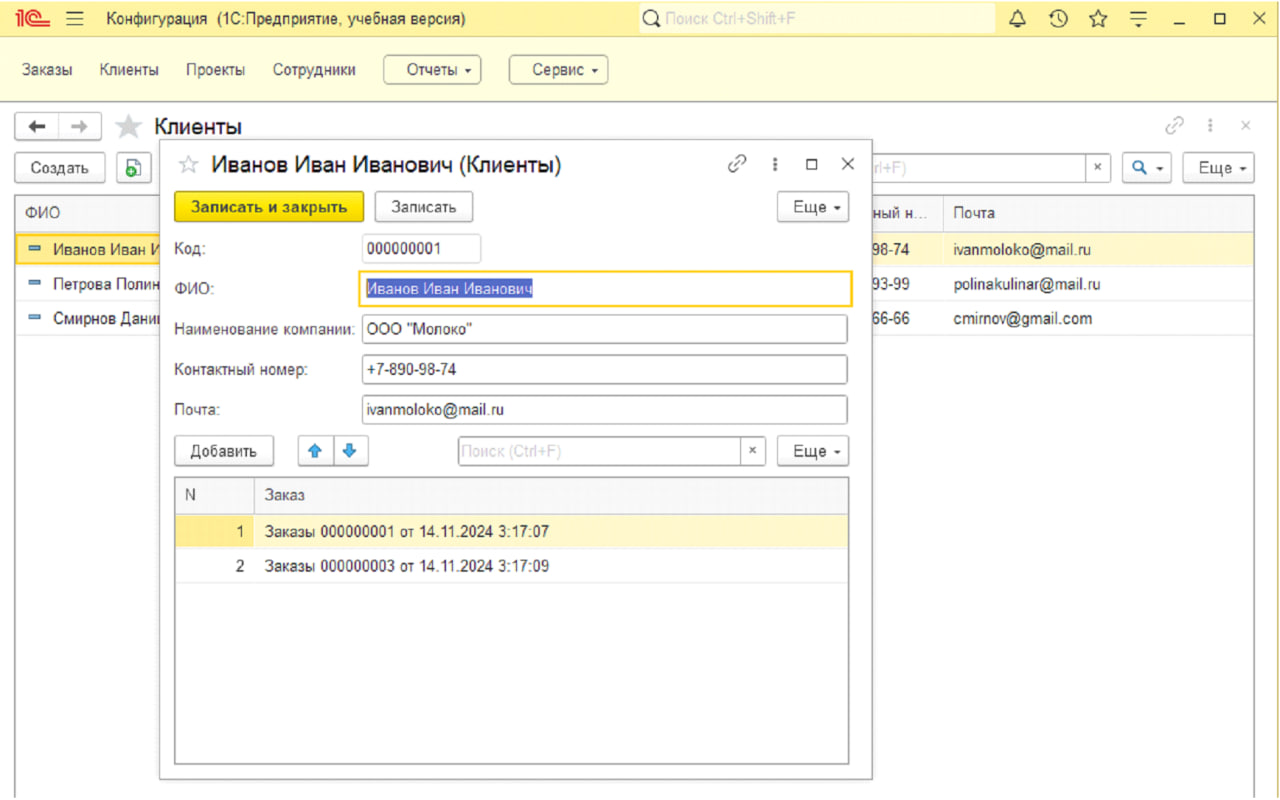 1С Конфигурация (1С:Предприятие, учебная версия) Поиск Ctrl+Shift+F
Заказы Клиенты Проекты Сотрудники Отчеты Сервис
Клиенты
Создать rl+F) × Еще
ФИО ный н... Почта
Иванов Иван И 98-74 ivanmoloko@mail.ru
Петрова Полин 93-99 polinakulinar@mail.ru
Смирнов Дани 66-66 cmirnov@gmail.com
Иванов Иван Иванович (Клиенты)
Записать и закрыть Записать Еще
Код: 000000001
ФИО: Иванов Иван Иванович
Наименование компании: ООО "Молоко"
Контактный номер: +7-890-98-74
Почта: ivanmoloko@mail.ru
Добавить Поиск (Ctrl+F) × Еще
N Заказ
1 Заказы 000000001 от 14.11.2024 3:17:07
2 Заказы 000000003 от 14.11.2024 3:17:09